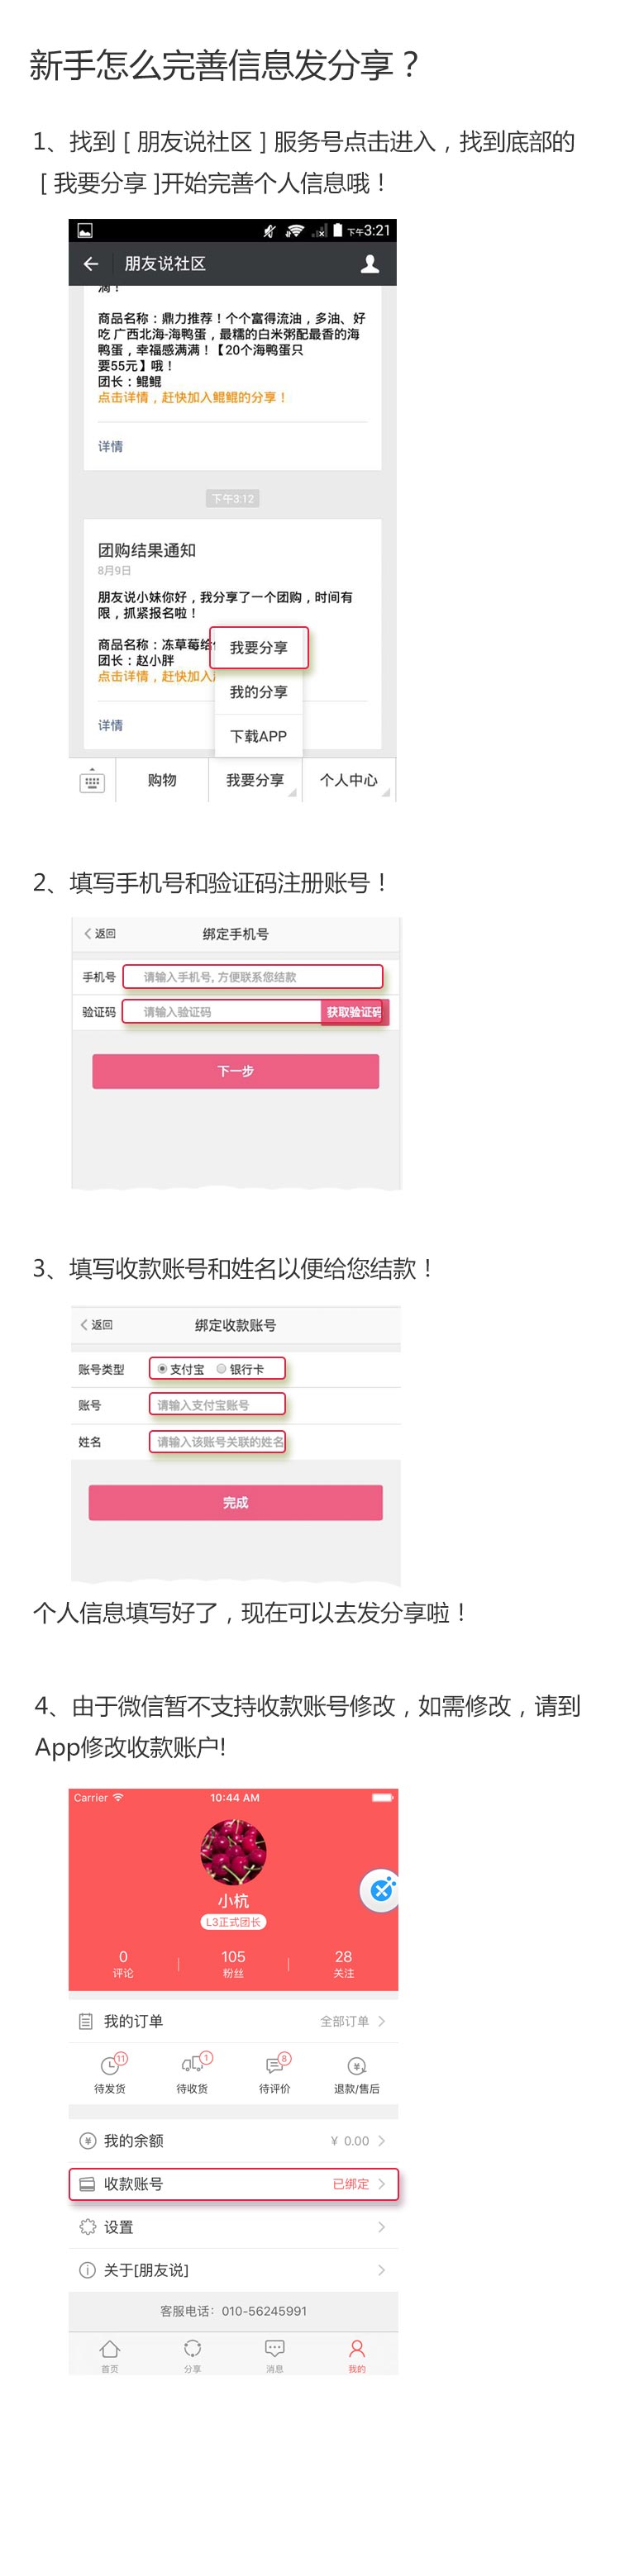 新手怎么完善信息发分享？
1、找到 [ 朋友说社区 ] 服务号点击进入，找到底部的
[ 我要分享 ]开始完善个人信息哦！
下午3:21
朋友说社区
满！
商品名称：鼎力推荐！个个富得流油，多油、好
吃 广西北海-海鸭蛋，最糯的白米粥配最香的海
鸭蛋，幸福感满满！【20个海鸭蛋只
要55元】哦！
团长：鲲鲲
点击详情，赶快加入鲲鲲的分享！
详情
下午3:12
团购结果通知
8月9日
朋友说小妹你好，我分享了一个团购，时间有
限，抓紧报名啦！
商品名称：冻草莓给
团长：赵小胖
点击详情，赶快加入
详情
我要分享
我的分享
下载APP
购物
我要分享
个人中心
2、填写手机号和验证码注册账号！
返回
绑定手机号
手机号
请输入手机号, 方便联系您结款
验证码
请输入验证码
获取验证码
下一步
3、填写收款账号和姓名以便给您结款！
返回
绑定收款账号
账号类型
支付宝
银行卡
账号
请输入支付宝账号
姓名
请输入该账号关联的姓名
完成
个人信息填写好了，现在可以去发分享啦！
4、由于微信暂不支持收款账号修改，如需修改，请到
App修改收款账户!
Carrier
10:44 AM
小杭
L3正式团长
0
105
28
评论
粉丝
关注
我的订单
全部订单
11
1
8
待发货
待收货
待评价
退款/售后
我的余额
¥ 0.00
收款账号
已绑定
设置
关于[朋友说]
客服电话：010-56245991
首页
分享
消息
我的